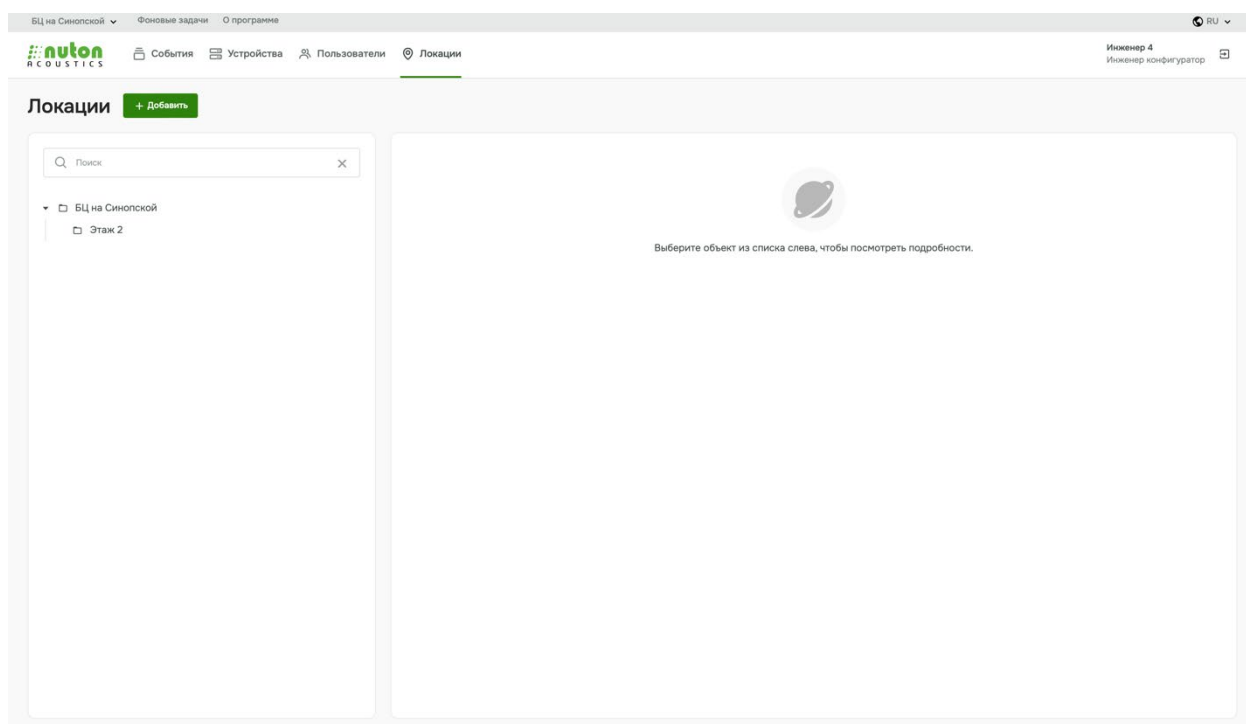 БЦ на Синопской Фоновые задачи О программе RU
nuton События Устройства Пользователи Локации Инженер 4
ACOUSTICS Инженер конфигуратор
Локации + Добавить
Поиск
БЦ на Синопской
Этаж 2
Выберите объект из списка слева, чтобы посмотреть подробности.